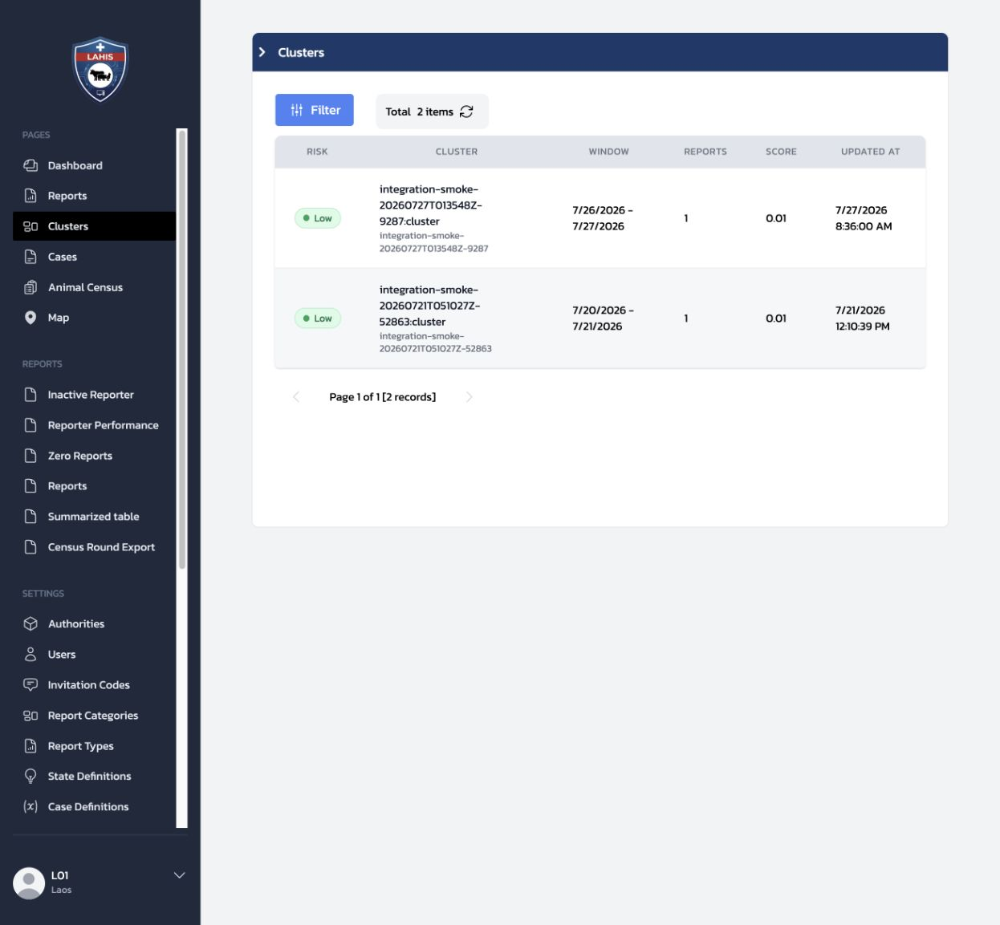 LAHIS
PAGES
Dashboard
Reports
Clusters
Cases
Animal Census
Map
REPORTS
Inactive Reporter
Reporter Performance
Zero Reports
Reports
Summarized table
Census Round Export
SETTINGS
Authorities
Users
Invitation Codes
Report Categories
Report Types
State Definitions
(x) Case Definitions
L01
Laos
Clusters
Filter
Total 2 items
RISK CLUSTER WINDOW REPORTS SCORE UPDATED AT
Low
integration-smoke-
20260727T013548Z-
9287:cluster
integration-smoke-
20260727T013548Z-9287
7/26/2026 -
7/27/2026
1
0.01
7/27/2026
8:36:00 AM
Low
integration-smoke-
20260721T051027Z-
52863:cluster
integration-smoke-
20260721T051027Z-52863
7/20/2026 -
7/21/2026
1
0.01
7/21/2026
12:10:39 PM
Page 1 of 1 [2 records]